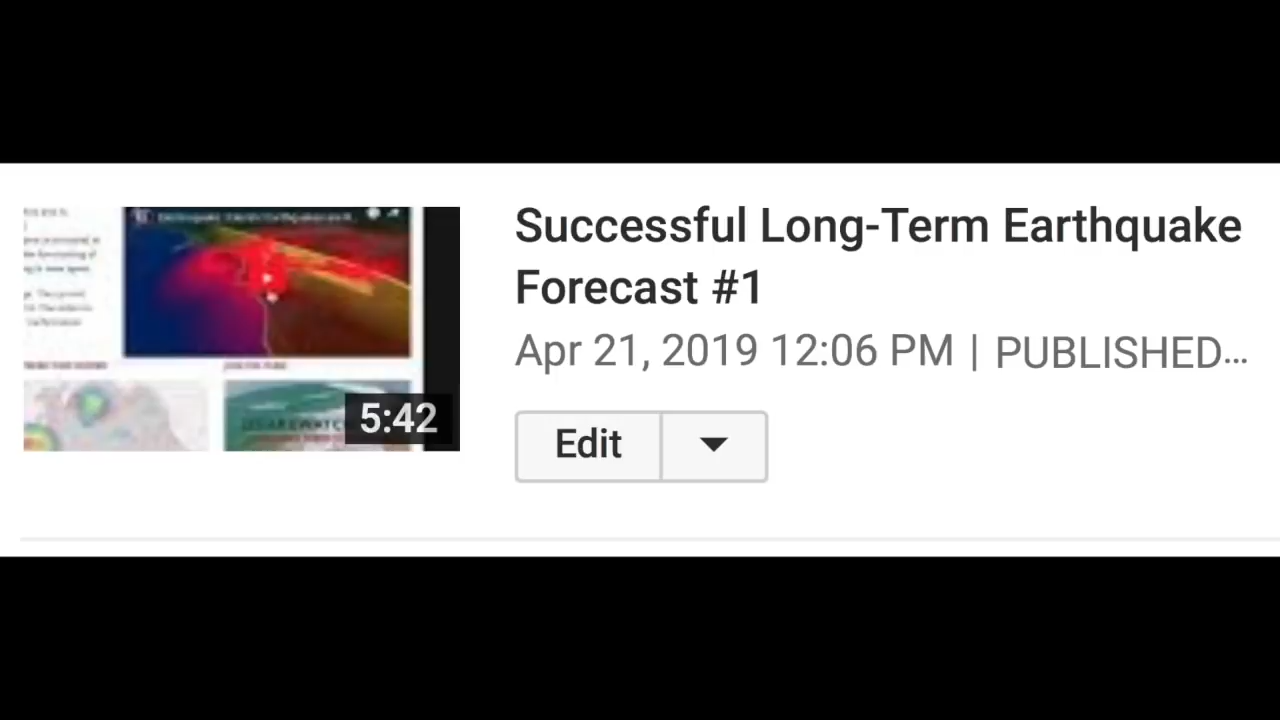 Successful Long-Term Earthquake
Forecast #1
Apr 21, 2019 12:06 PM | PUBLISHED...
5:42
Edit